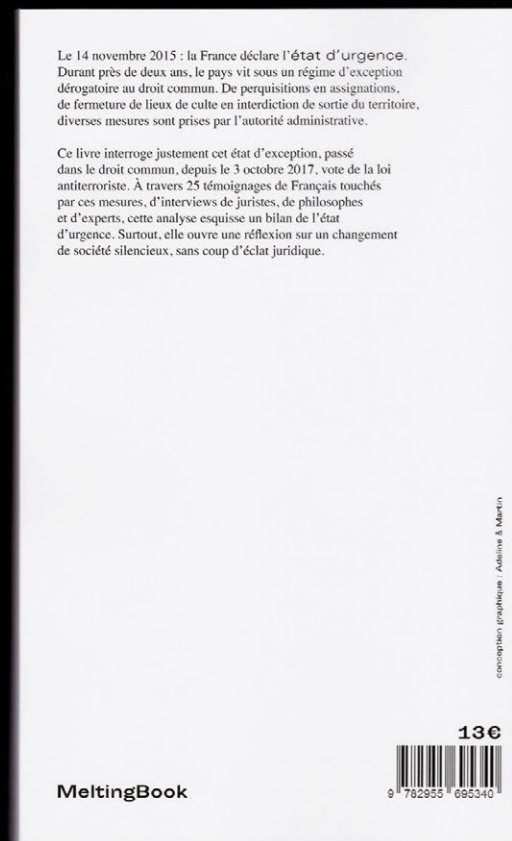 Le 14 novembre 2015 : la France déclare l'état d'urgence.
Durant près de deux ans, le pays vit sous un régime d'exception
dérogatoire au droit commun. De perquisitions en assignations,
de fermeture de lieux de culte en interdiction de sortie du territoire,
diverses mesures sont prises par l'autorité administrative.
Ce livre interroge justement cet état d'exception, passé
dans le droit commun, depuis le 3 octobre 2017, vote de la loi
antiterroriste. À travers 25 témoignages de Français touchés
par ces mesures, d'interviews de juristes, de philosophes
et d'experts, cette analyse esquisse un bilan de l'état
d'urgence. Surtout, elle ouvre une réflexion sur un changement
de société silencieux, sans coup d'éclat juridique.
conception graphique : Adeline & Martin
13€
MeltingBook
9 782955 695340